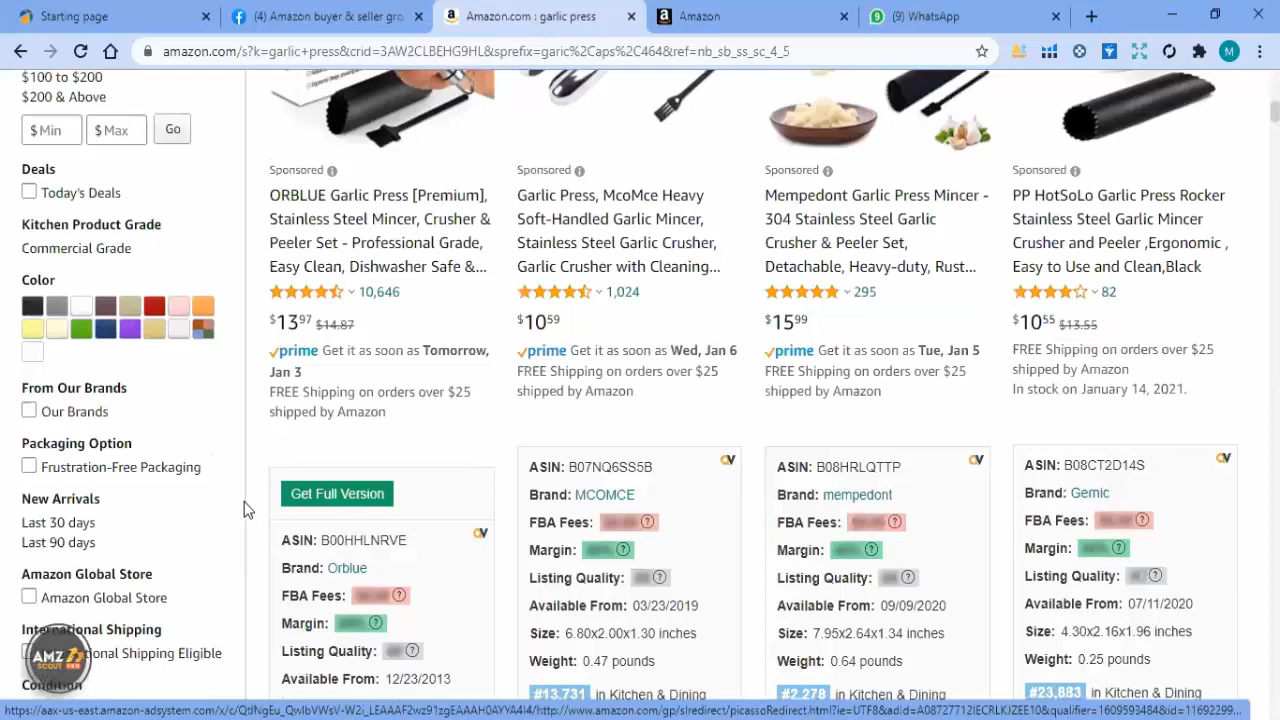 Starting page
(4) Amazon buyer & seller gro
Amazon.com : garlic press
Amazon
(9) WhatsApp
amazon.com/s?k=garlic+press&crid=3AW2CLBEHG9HL&sprefix=garic%2Caps%2C464&ref=nb_sb_ss_sc_4_5
M
$100 to $200
$200 & Above
$ Min
$ Max
Go
Deals
Today's Deals
Kitchen Product Grade
Commercial Grade
Color
From Our Brands
Our Brands
Packaging Option
Frustration-Free Packaging
New Arrivals
Last 30 days
Last 90 days
Amazon Global Store
Amazon Global Store
International Shipping
International Shipping Eligible
Condition
AMZ
SCOUT PRO
Sponsored
ORBLUE Garlic Press [Premium],
Stainless Steel Mincer, Crusher &
Peeler Set - Professional Grade,
Easy Clean, Dishwasher Safe &...
10,646
$13 97 $14.87
prime Get it as soon as Tomorrow,
Jan 3
FREE Shipping on orders over $25
shipped by Amazon
Get Full Version
ASIN: B00HHLNRVE
Brand: Orblue
FBA Fees:
Margin:
Listing Quality:
Available From: 12/23/2013
Sponsored
Garlic Press, McoMce Heavy
Soft-Handled Garlic Mincer,
Stainless Steel Garlic Crusher,
Garlic Crusher with Cleaning...
1,024
$10 59
prime Get it as soon as Wed, Jan 6
FREE Shipping on orders over $25
shipped by Amazon
ASIN: B07NQ6SS5B
Brand: MCOMCE
FBA Fees:
Margin:
Listing Quality:
Available From: 03/23/2019
Size: 6.80x2.00x1.30 inches
Weight: 0.47 pounds
#13,731 in Kitchen & Dining
Sponsored
Mempedont Garlic Press Mincer -
304 Stainless Steel Garlic
Crusher & Peeler Set,
Detachable, Heavy-duty, Rust...
295
$15 99
prime Get it as soon as Tue, Jan 5
FREE Shipping on orders over $25
shipped by Amazon
ASIN: B08HRLQTTP
Brand: mempedont
FBA Fees:
Margin:
Listing Quality:
Available From: 09/09/2020
Size: 7.95x2.64x1.34 inches
Weight: 0.64 pounds
#2,278 in Kitchen & Dining
Sponsored
PP HotSoLo Garlic Press Rocker
Stainless Steel Garlic Mincer
Crusher and Peeler ,Ergonomic ,
Easy to Use and Clean,Black
82
$10 55 $13.55
FREE Shipping on orders over $25
shipped by Amazon
In stock on January 14, 2021.
ASIN: B08CT2D14S
Brand: Gernic
FBA Fees:
Margin:
Listing Quality:
Available From: 07/11/2020
Size: 4.30x2.16x1.96 inches
Weight: 0.25 pounds
#23,883 in Kitchen & Dining